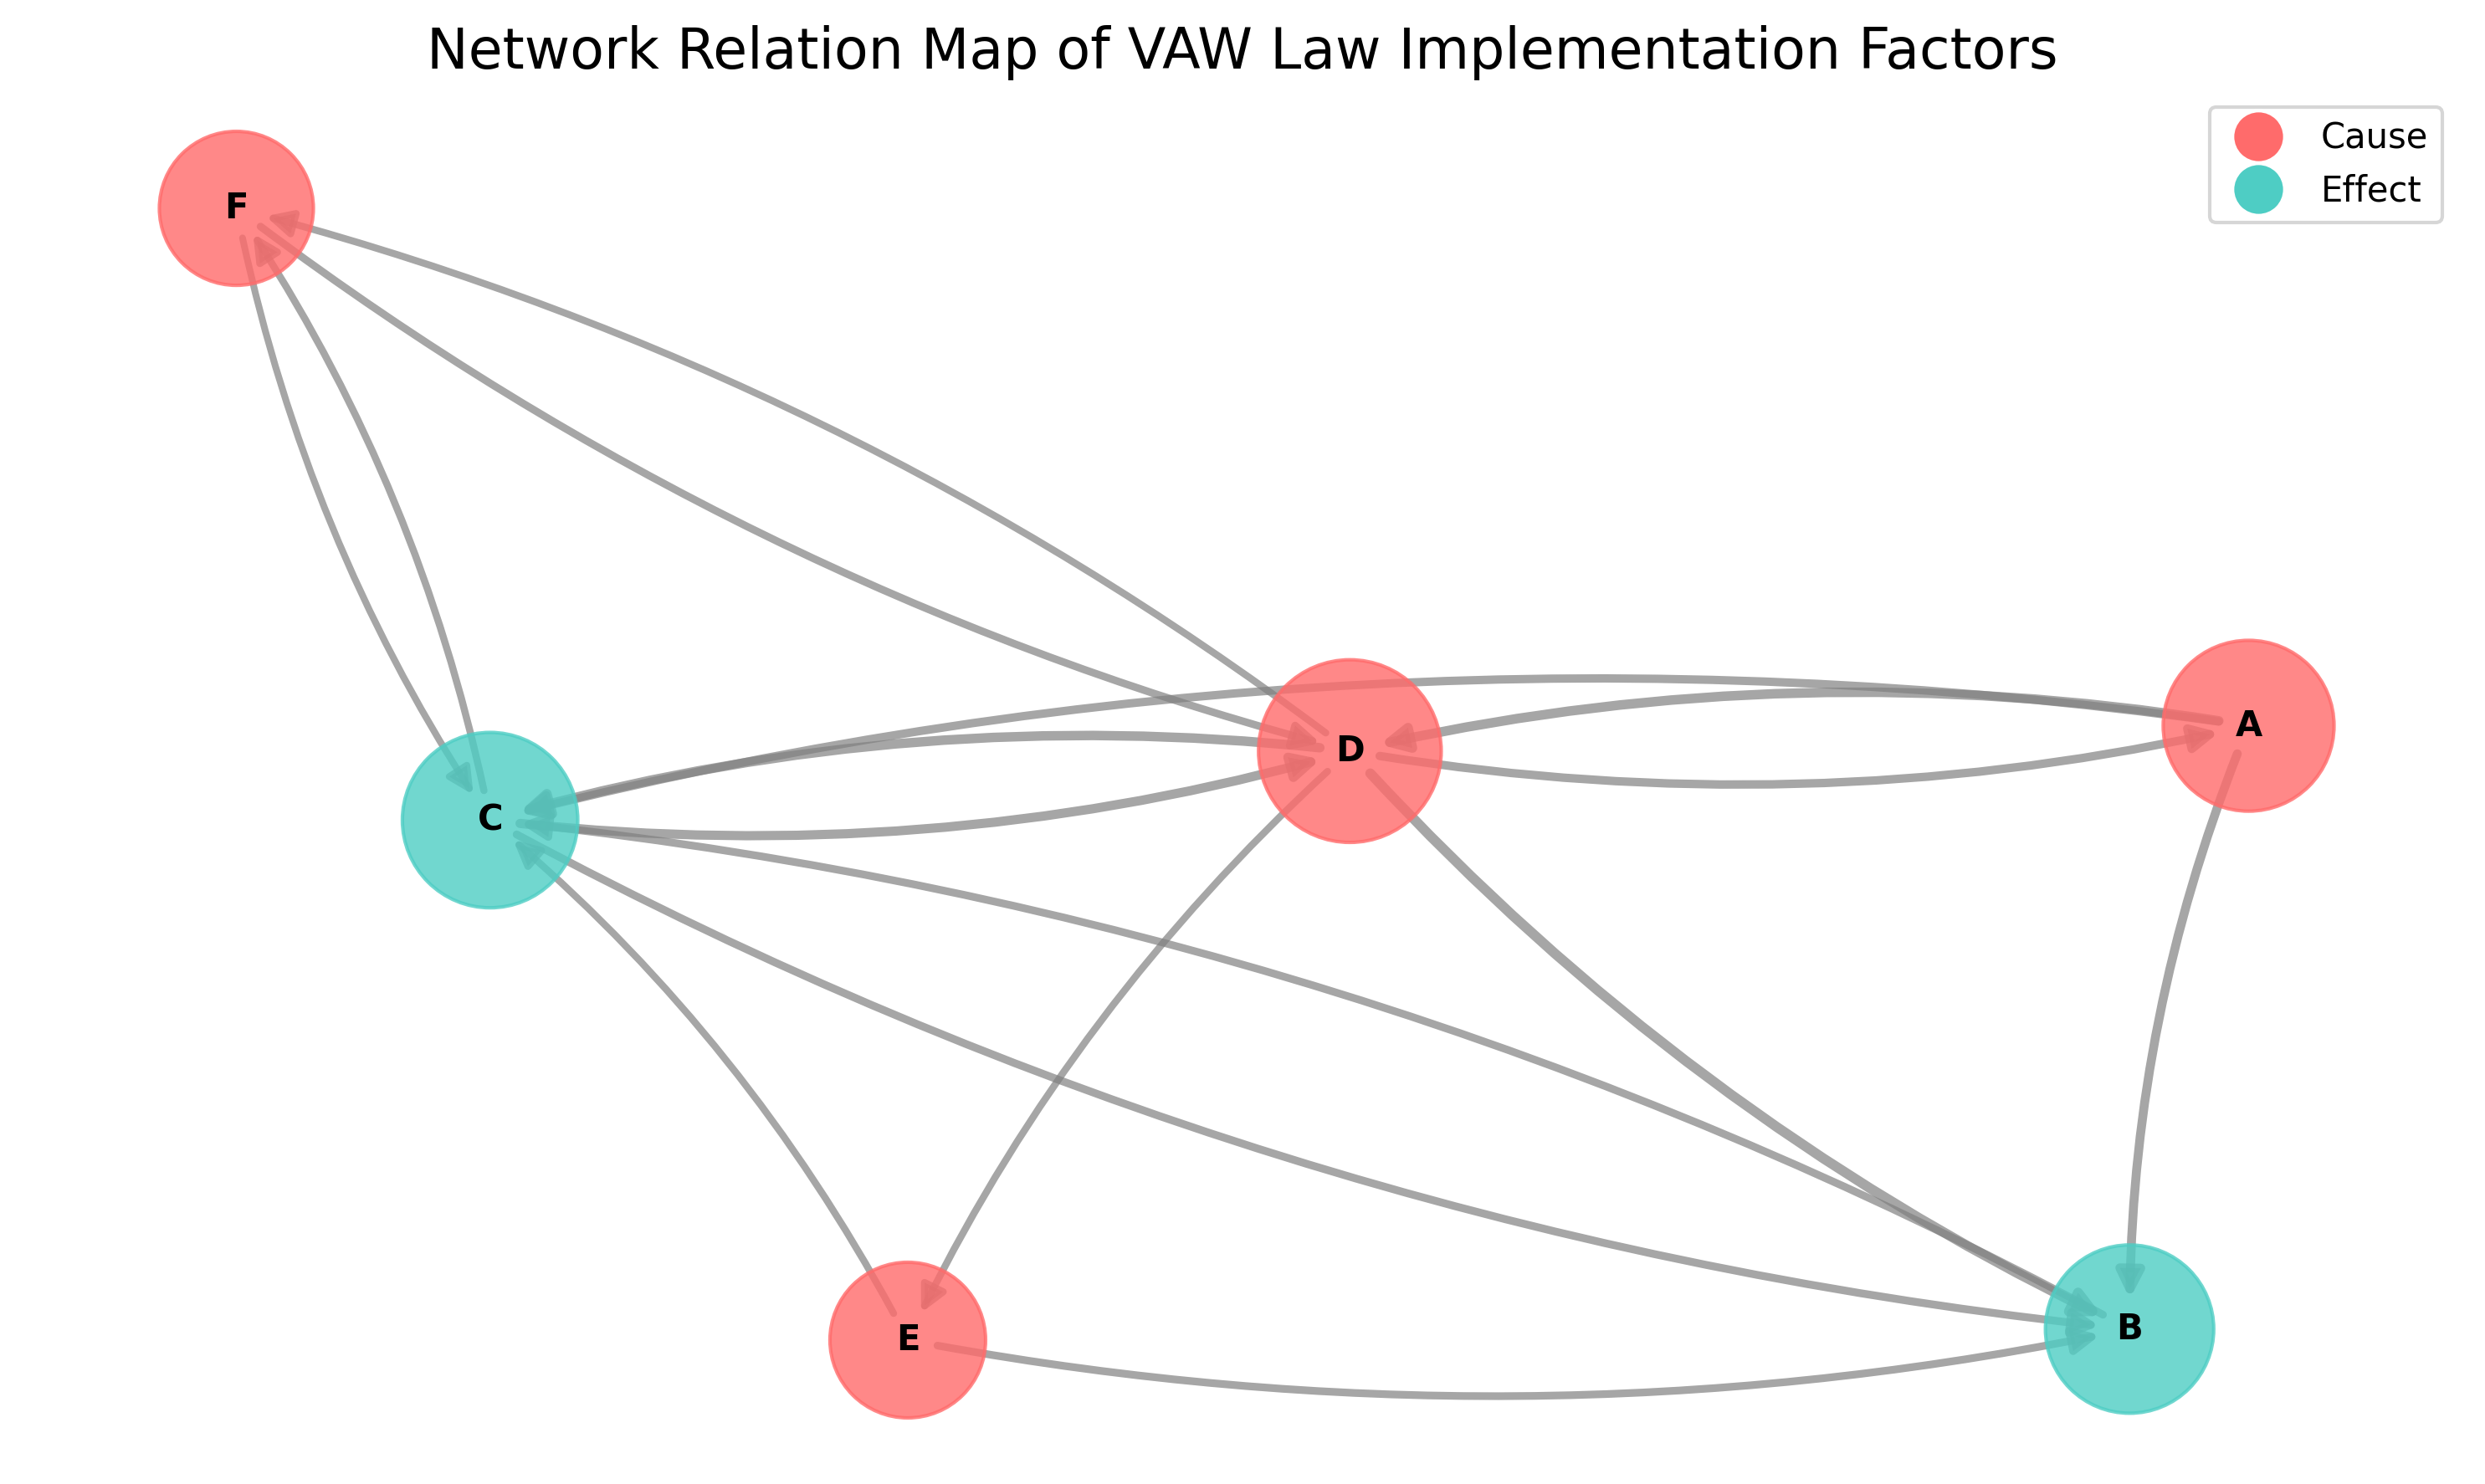 Network Relation Map of VAW Law Implementation Factors
Cause
Effect
F
A
D
C
B
E